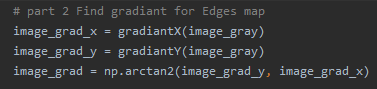 # part 2 Find gradiant for Edges map
image_grad_x = gradiantX(image_gray)
image_grad_y = gradiantY(image_gray)
image_grad = np.arctan2(image_grad_y, image_grad_x)